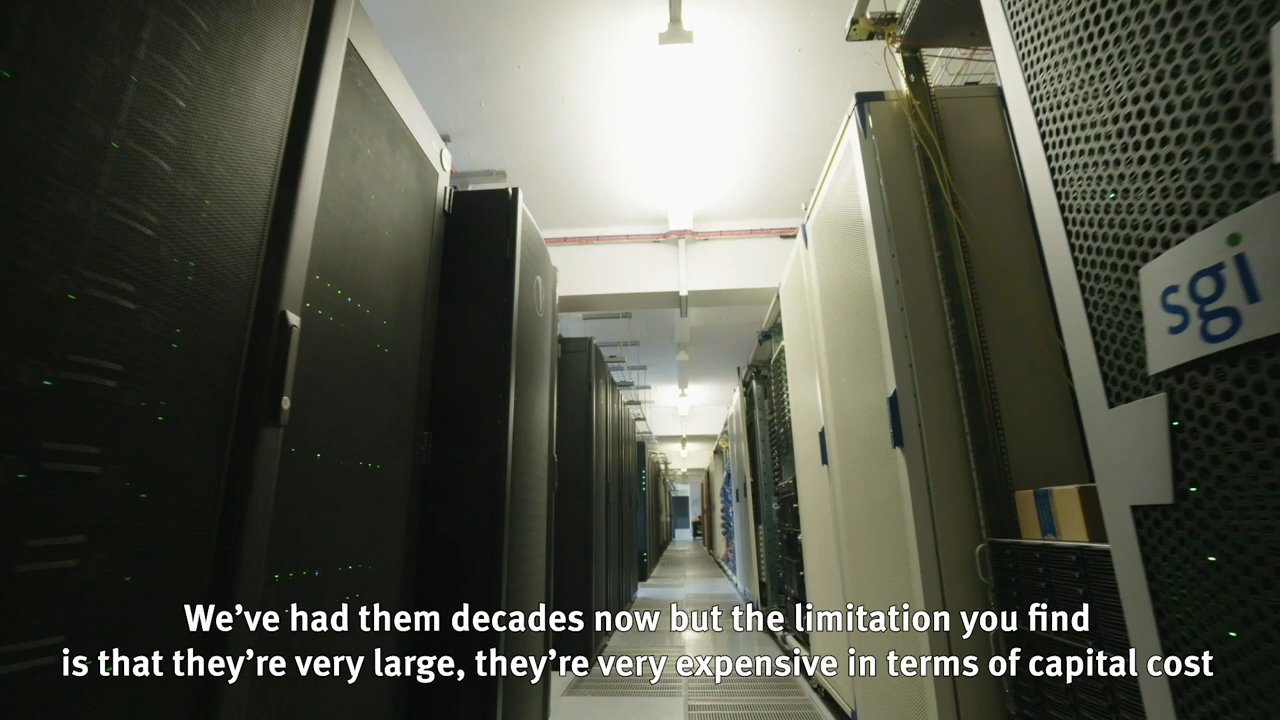 sgi
We’ve had them decades now but the limitation you find
is that they’re very large, they’re very expensive in terms of capital cost